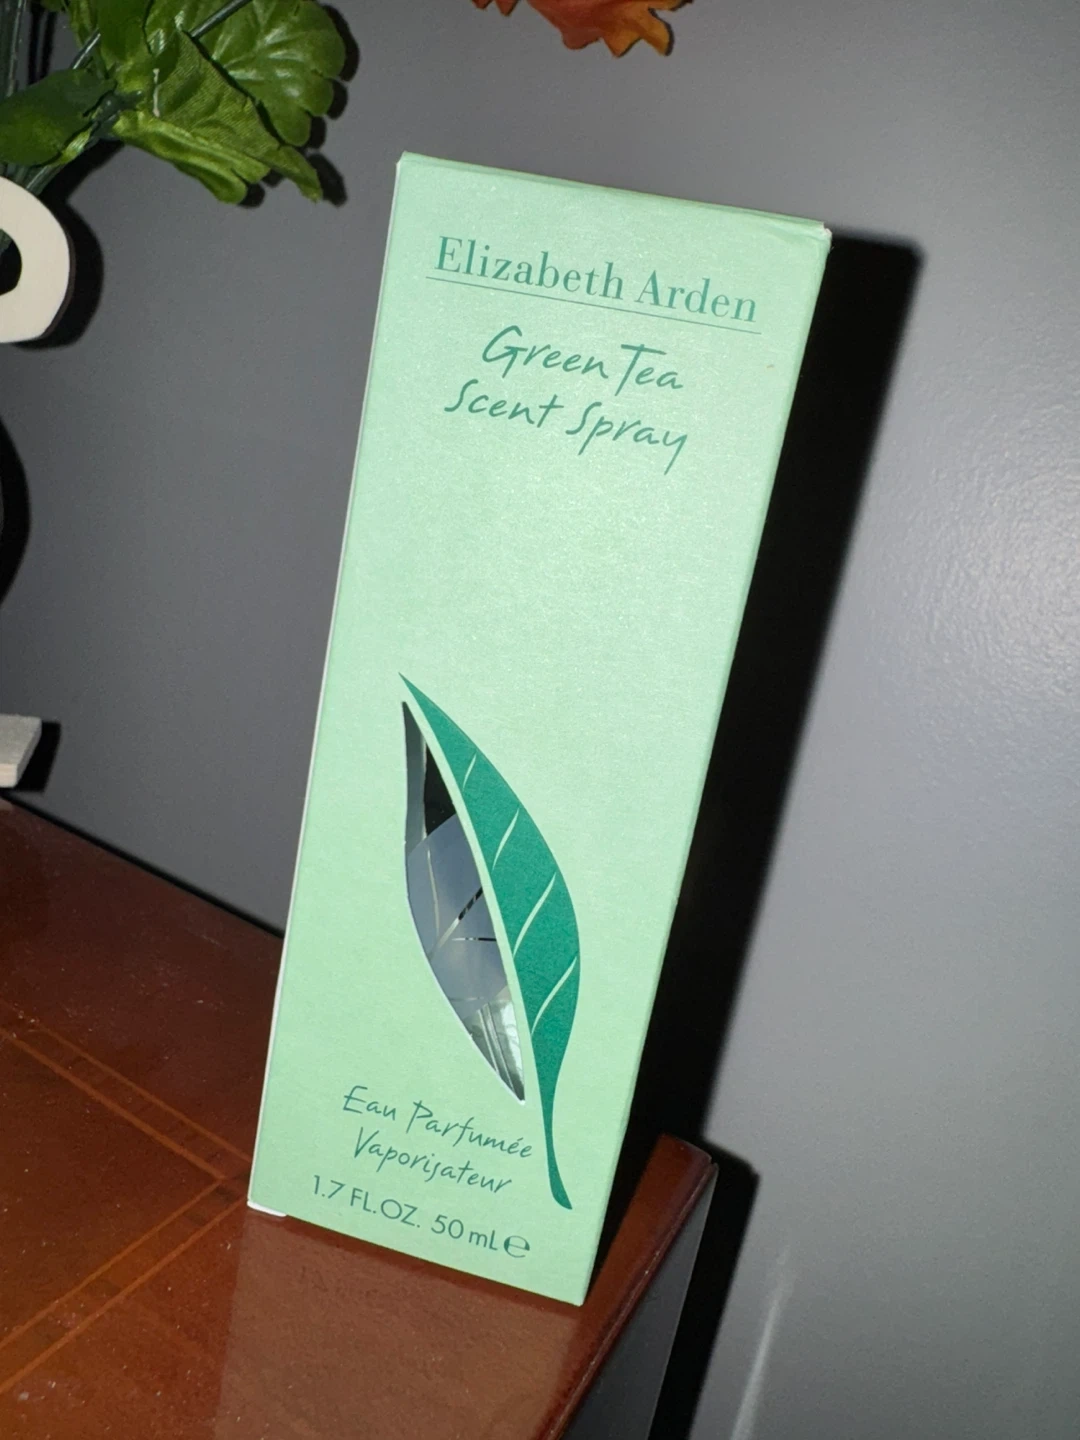 Elizabeth Arden
Green Tea
Scent Spray
Eau Parfumée
Vaporisateur
1.7 FL.OZ. 50 mL ℮